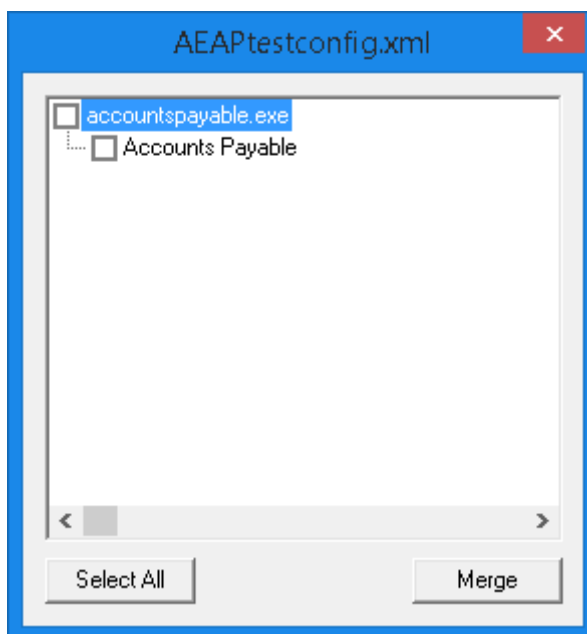 AEAPtestconfig.xml
accountspayable.exe
Accounts Payable
Select All
Merge